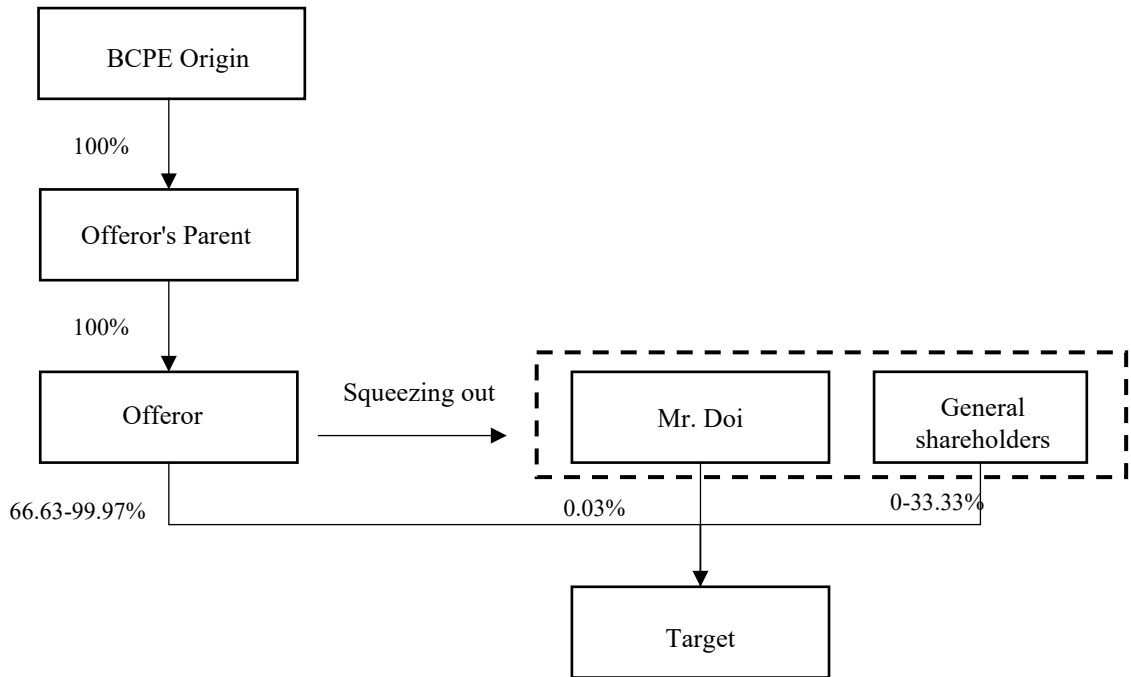 BCPE Origin
100%
Offeror's Parent
100%
Offeror
Squeezing out
Mr. Doi
General
shareholders
66.63-99.97%
0.03%
0-33.33%
Target